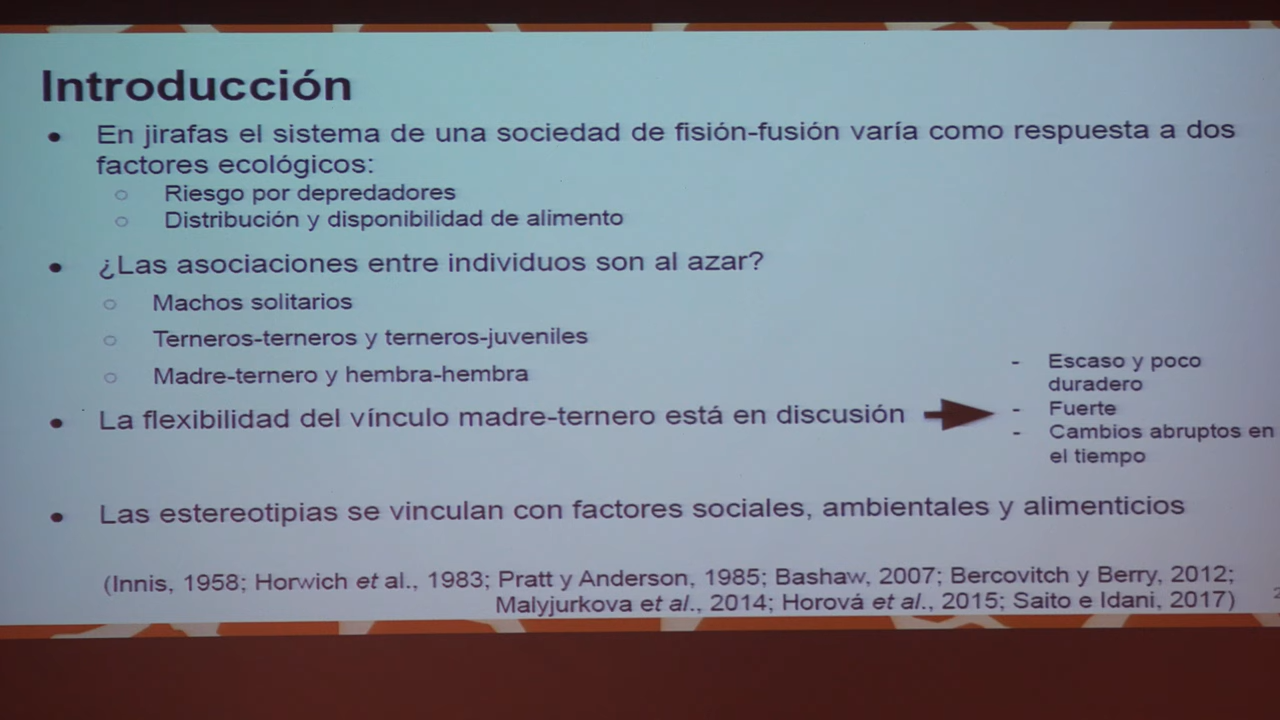 Introducción
● En jirafas el sistema de una sociedad de fisión-fusión varía como respuesta a dos
factores ecológicos:
○ Riesgo por depredadores
○ Distribución y disponibilidad de alimento
● ¿Las asociaciones entre individuos son al azar?
○ Machos solitarios
○ Terneros-terneros y terneros-juveniles
○ Madre-ternero y hembra-hembra
● La flexibilidad del vínculo madre-ternero está en discusión
- Escaso y poco
duradero
- Fuerte
- Cambios abruptos en
el tiempo
● Las estereotipias se vinculan con factores sociales, ambientales y alimenticios
(Innis, 1958; Horwich et al., 1983; Pratt y Anderson, 1985; Bashaw, 2007; Bercovitch y Berry, 2012;
Malyjurkova et al., 2014; Horová et al., 2015; Saito e Idani, 2017)